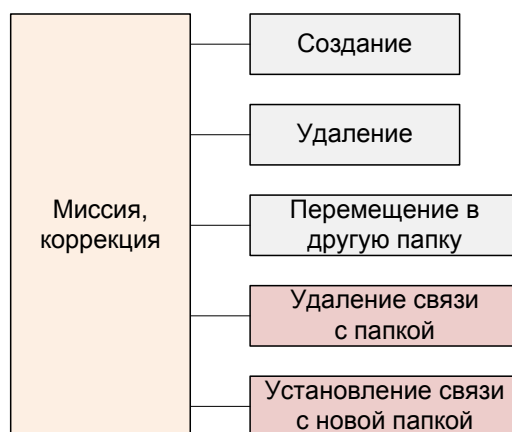 Создание
Удаление
Миссия,
коррекция
Перемещение в
другую папку
Удаление связи
с папкой
Установление связи
с новой папкой